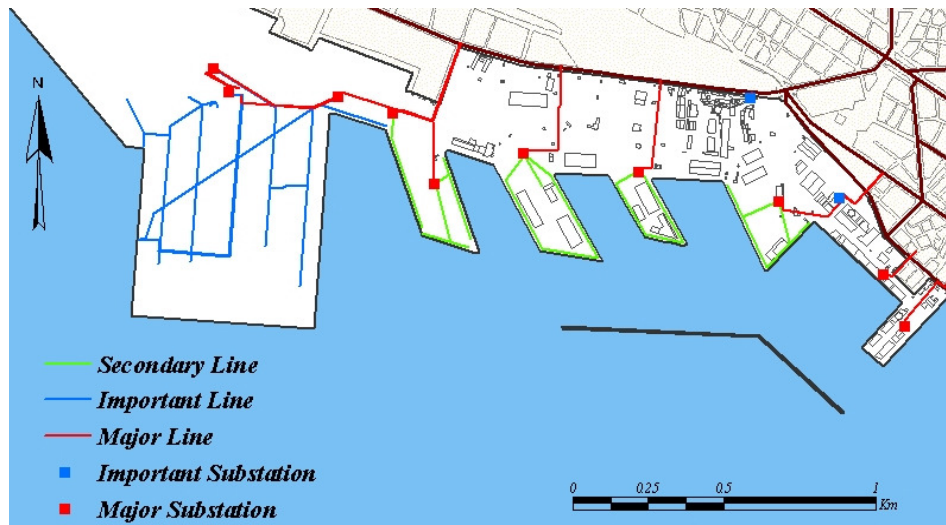 N
Secondary Line
Important Line
Major Line
Important Substation
Major Substation
0 0.25 0.5 1
Km